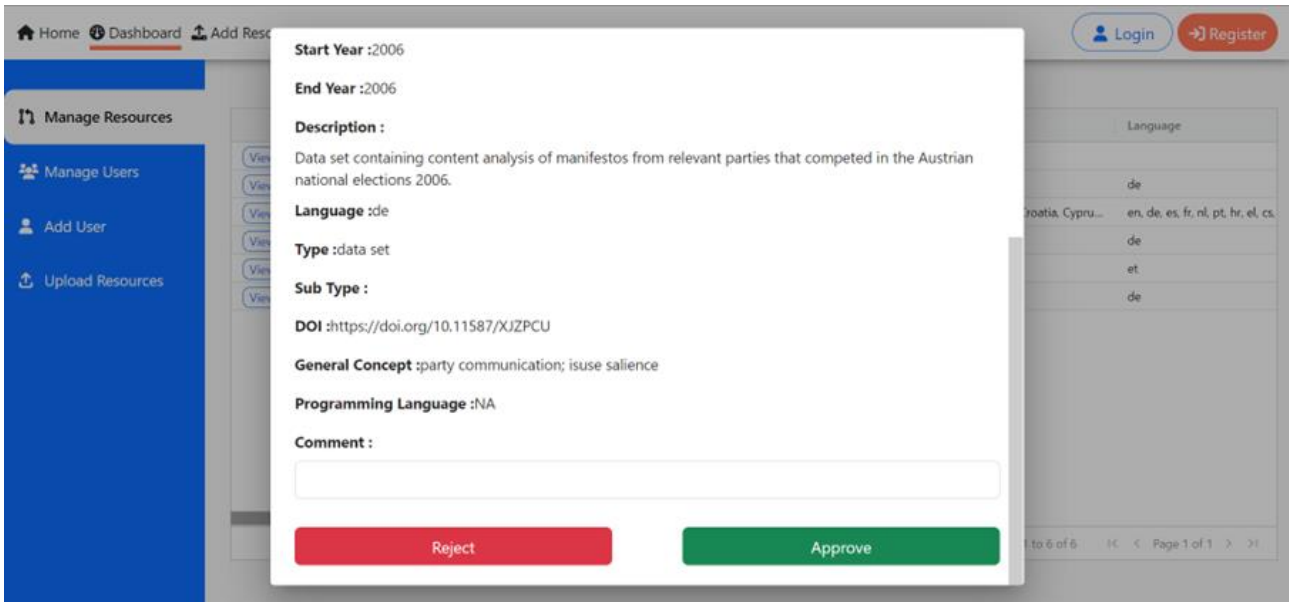 Home Dashboard Add Reso Login Register
Manage Resources
Manage Users
Add User
Upload Resources
Start Year :2006
End Year :2006
Description :
Data set containing content analysis of manifestos from relevant parties that competed in the Austrian
national elections 2006.
Language :de
Type :data set
Sub Type :
DOI :https://doi.org/10.11587/XJZPCU
General Concept :party communication; isuse salience
Programming Language :NA
Comment :
Reject Approve
Language
de
Croatia, Cypru... en, de, es, fr, nl, pt, hr, el, cs,
de
et
de
to 6 of 6 Page 1 of 1